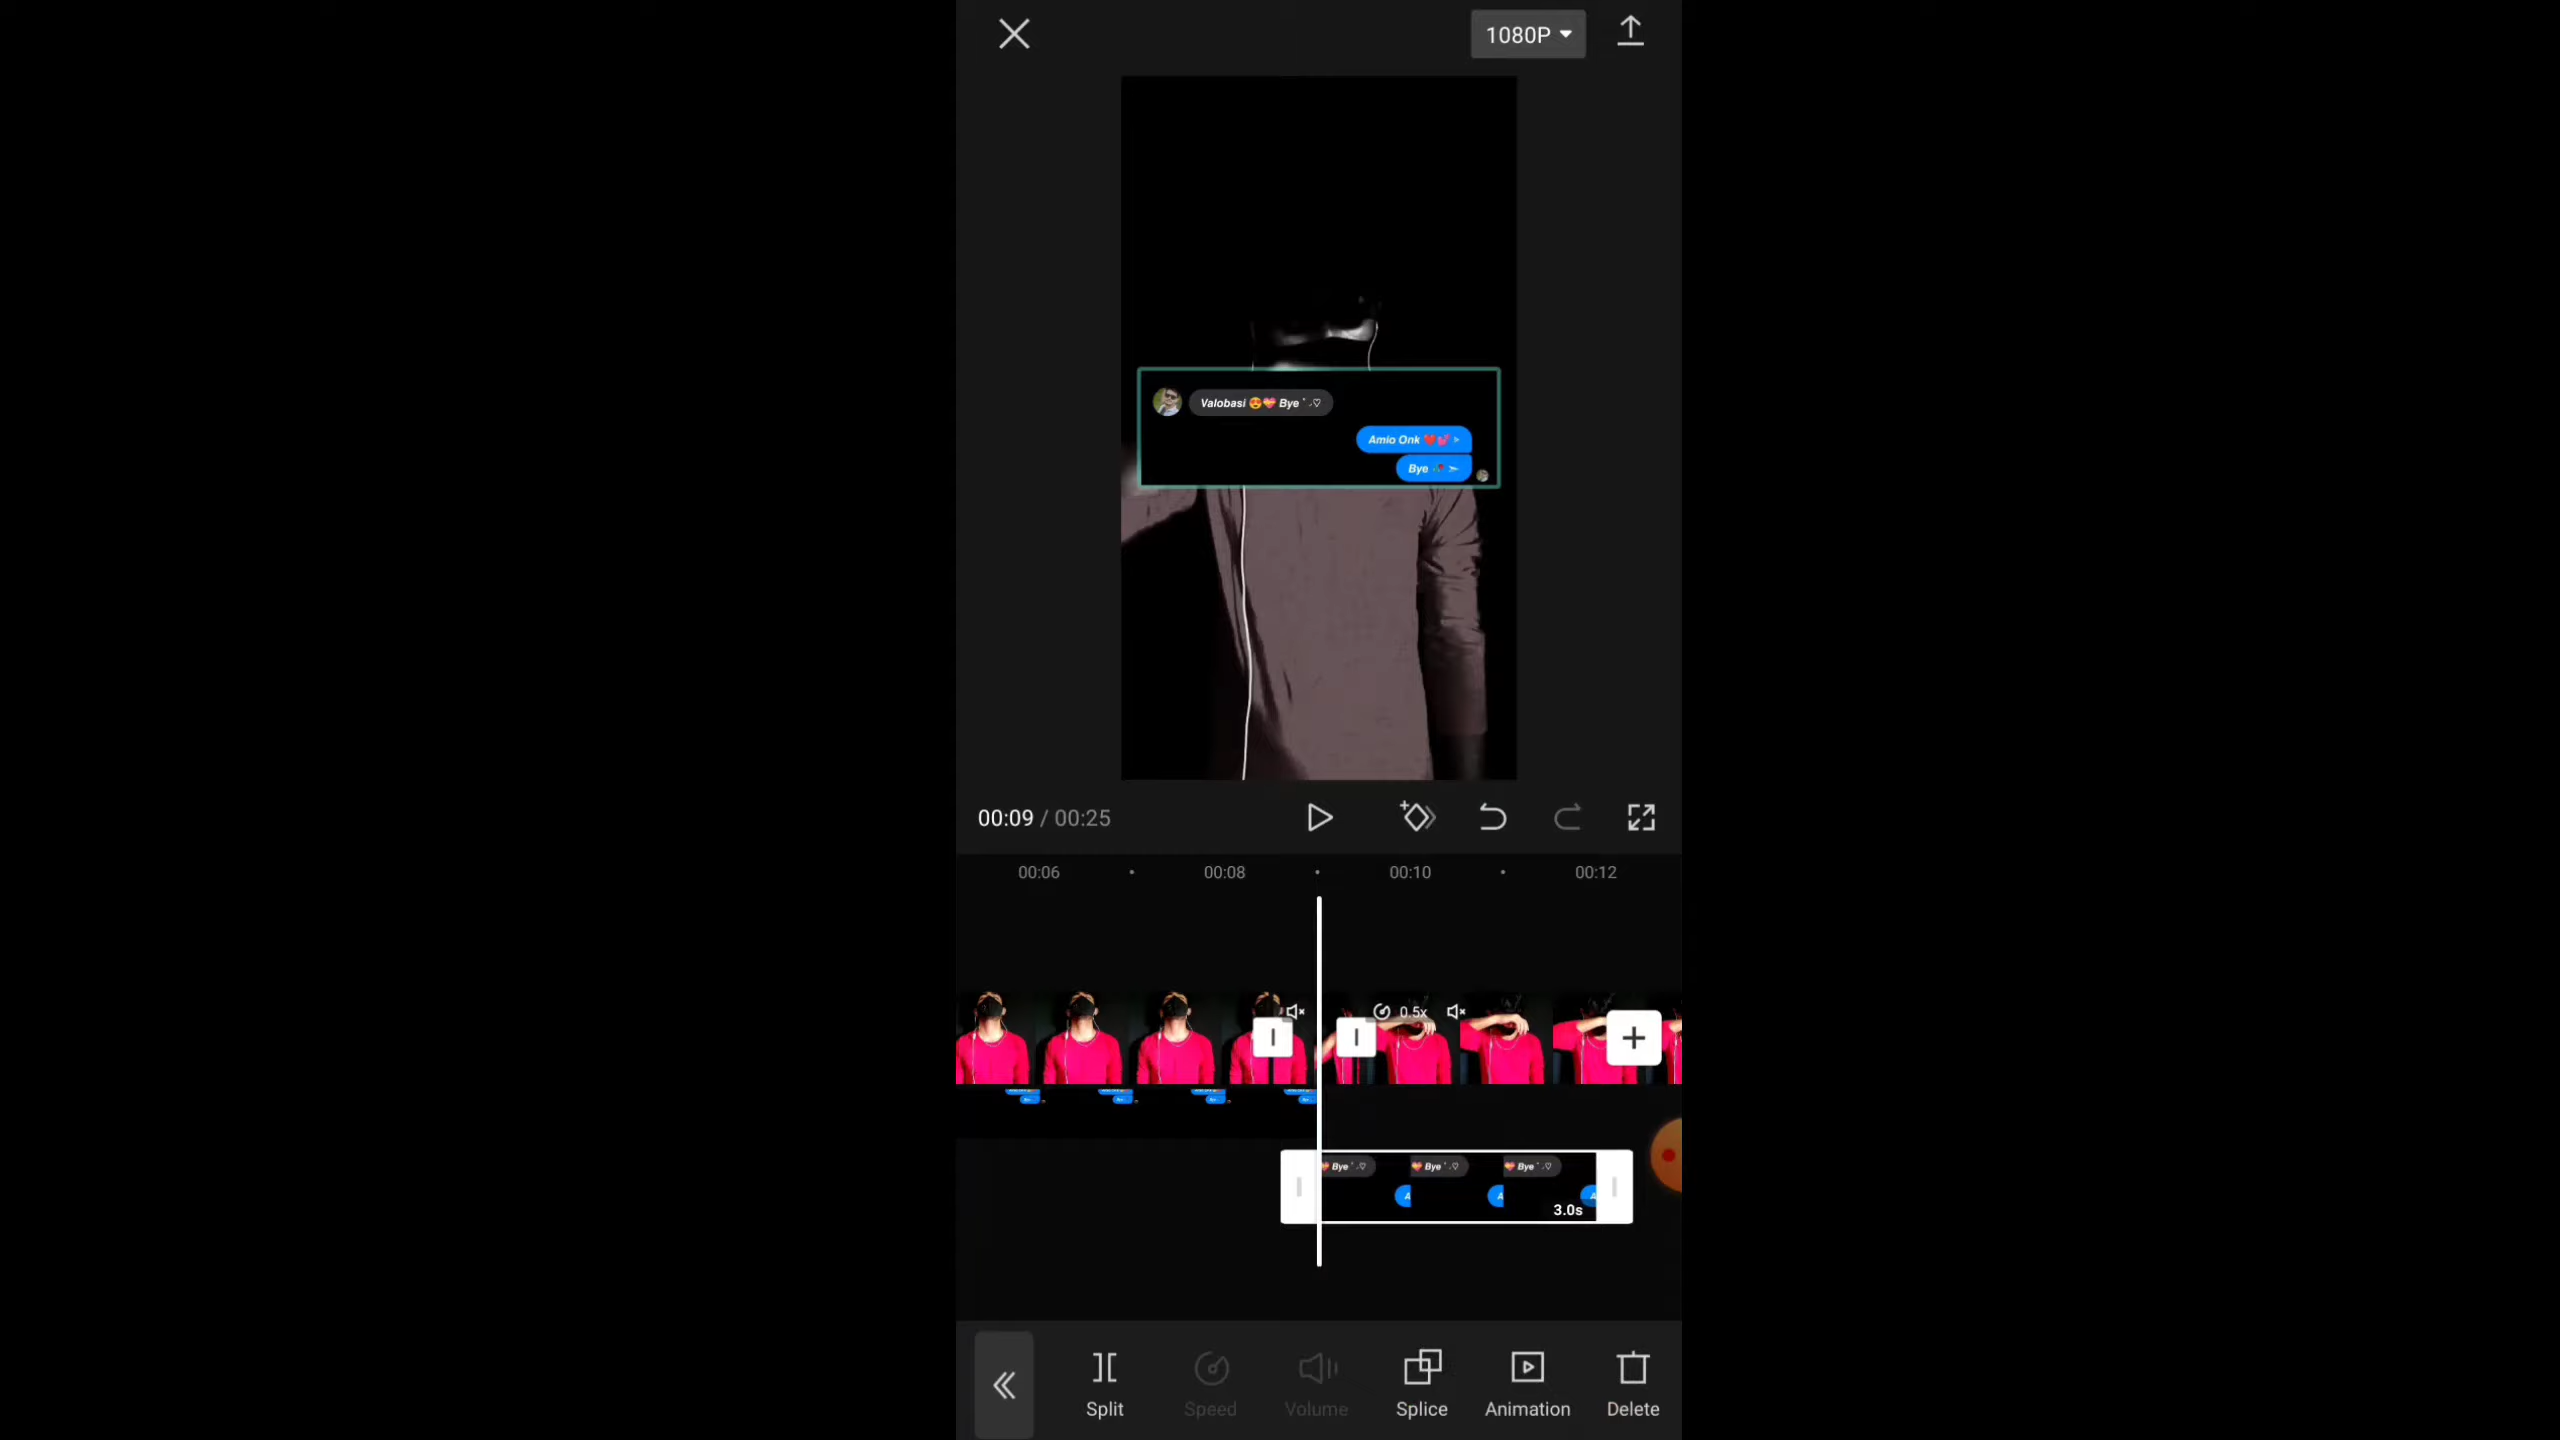 1080P
Valobasi 😍💝 Bye ﾟ.♡
Amio Onk ❤️💕 ➢
Bye 🥀 ➣
00:09 / 00:25
00:06 00:08 00:10 00:12
0.5x
Bye ﾟ.♡ Bye ﾟ.♡ Bye ﾟ.♡
A A A
3.0s
Split Speed Volume Splice Animation Delete